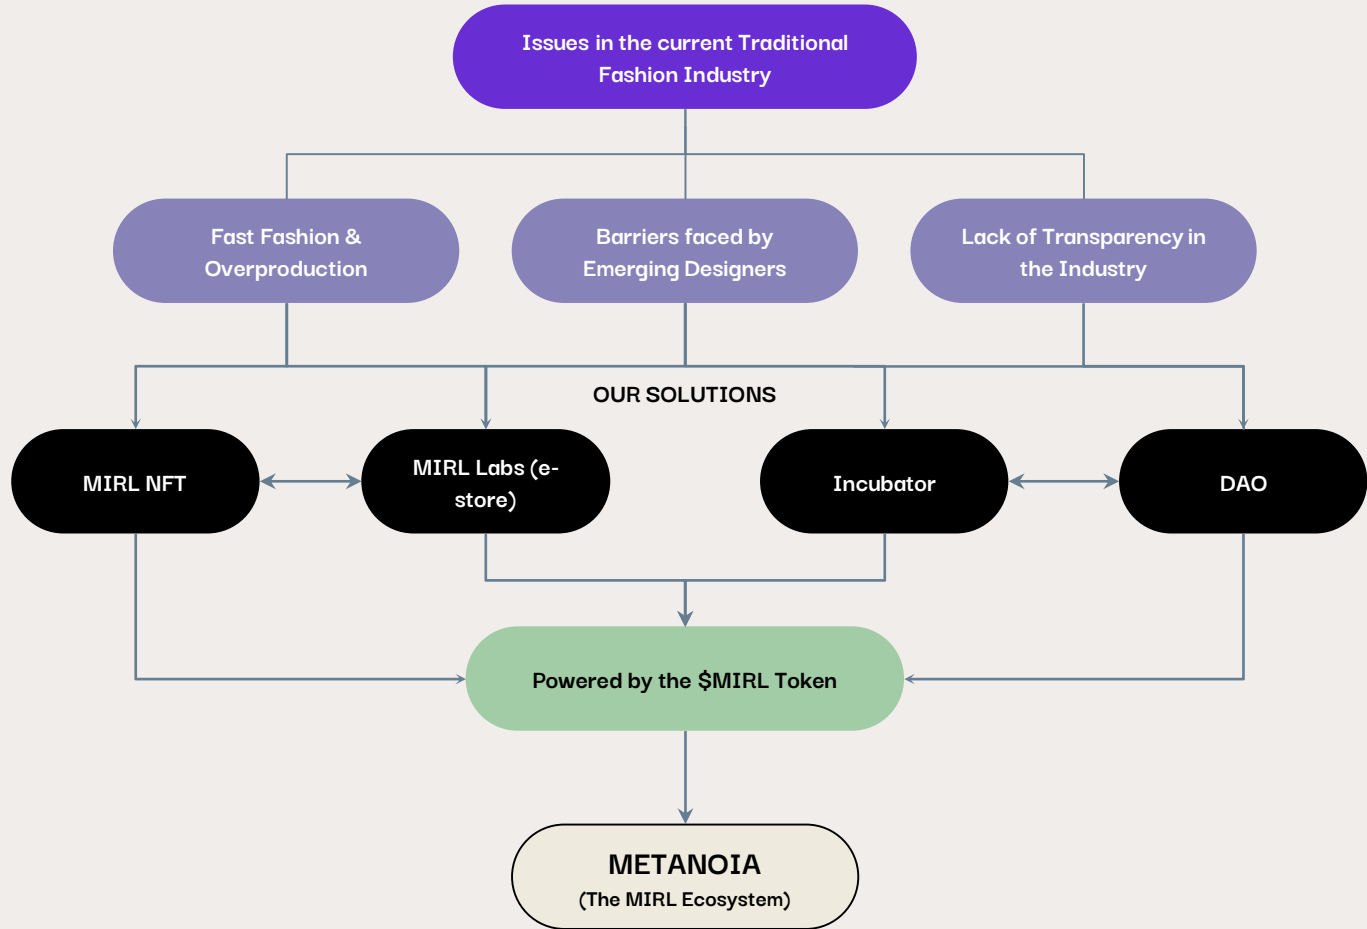 Issues in the current Traditional
Fashion Industry
Fast Fashion &
Overproduction
Barriers faced by
Emerging Designers
Lack of Transparency in
the Industry
OUR SOLUTIONS
MIRL NFT
MIRL Labs (e-
store)
Incubator
DAO
Powered by the $MIRL Token
METANOIA
(The MIRL Ecosystem)